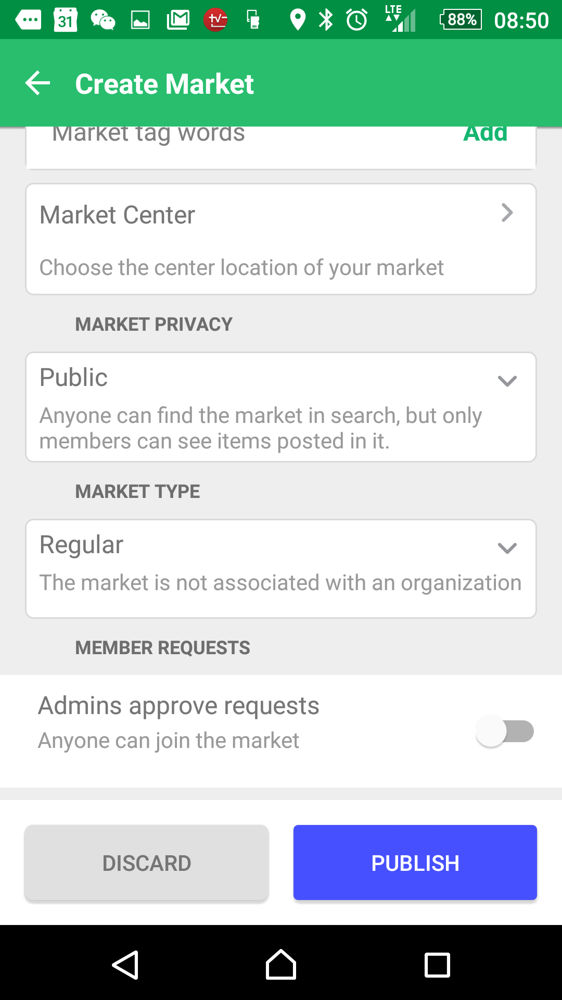 31
LTE
88%
08:50
Create Market
Market tag words
Add
Market Center
Choose the center location of your market
MARKET PRIVACY
Public
Anyone can find the market in search, but only
members can see items posted in it.
MARKET TYPE
Regular
The market is not associated with an organization
MEMBER REQUESTS
Admins approve requests
Anyone can join the market
DISCARD
PUBLISH